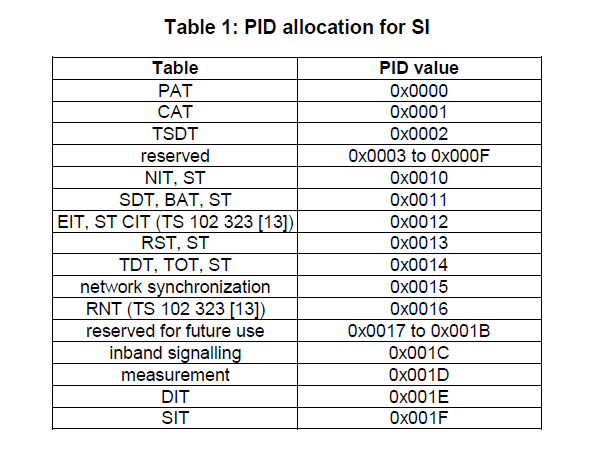 Table 1: PID allocation for SI
Table PID value
PAT 0x0000
CAT 0x0001
TSDT 0x0002
reserved 0x0003 to 0x000F
NIT, ST 0x0010
SDT, BAT, ST 0x0011
EIT, ST CIT (TS 102 323 [13]) 0x0012
RST, ST 0x0013
TDT, TOT, ST 0x0014
network synchronization 0x0015
RNT (TS 102 323 [13]) 0x0016
reserved for future use 0x0017 to 0x001B
inband signalling 0x001C
measurement 0x001D
DIT 0x001E
SIT 0x001F